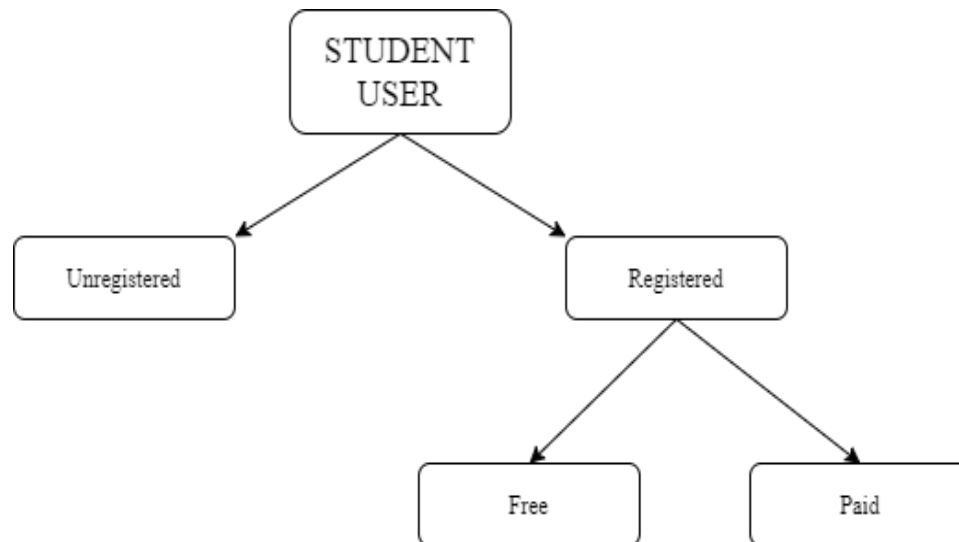 STUDENT
USER
Unregistered
Registered
Free
Paid